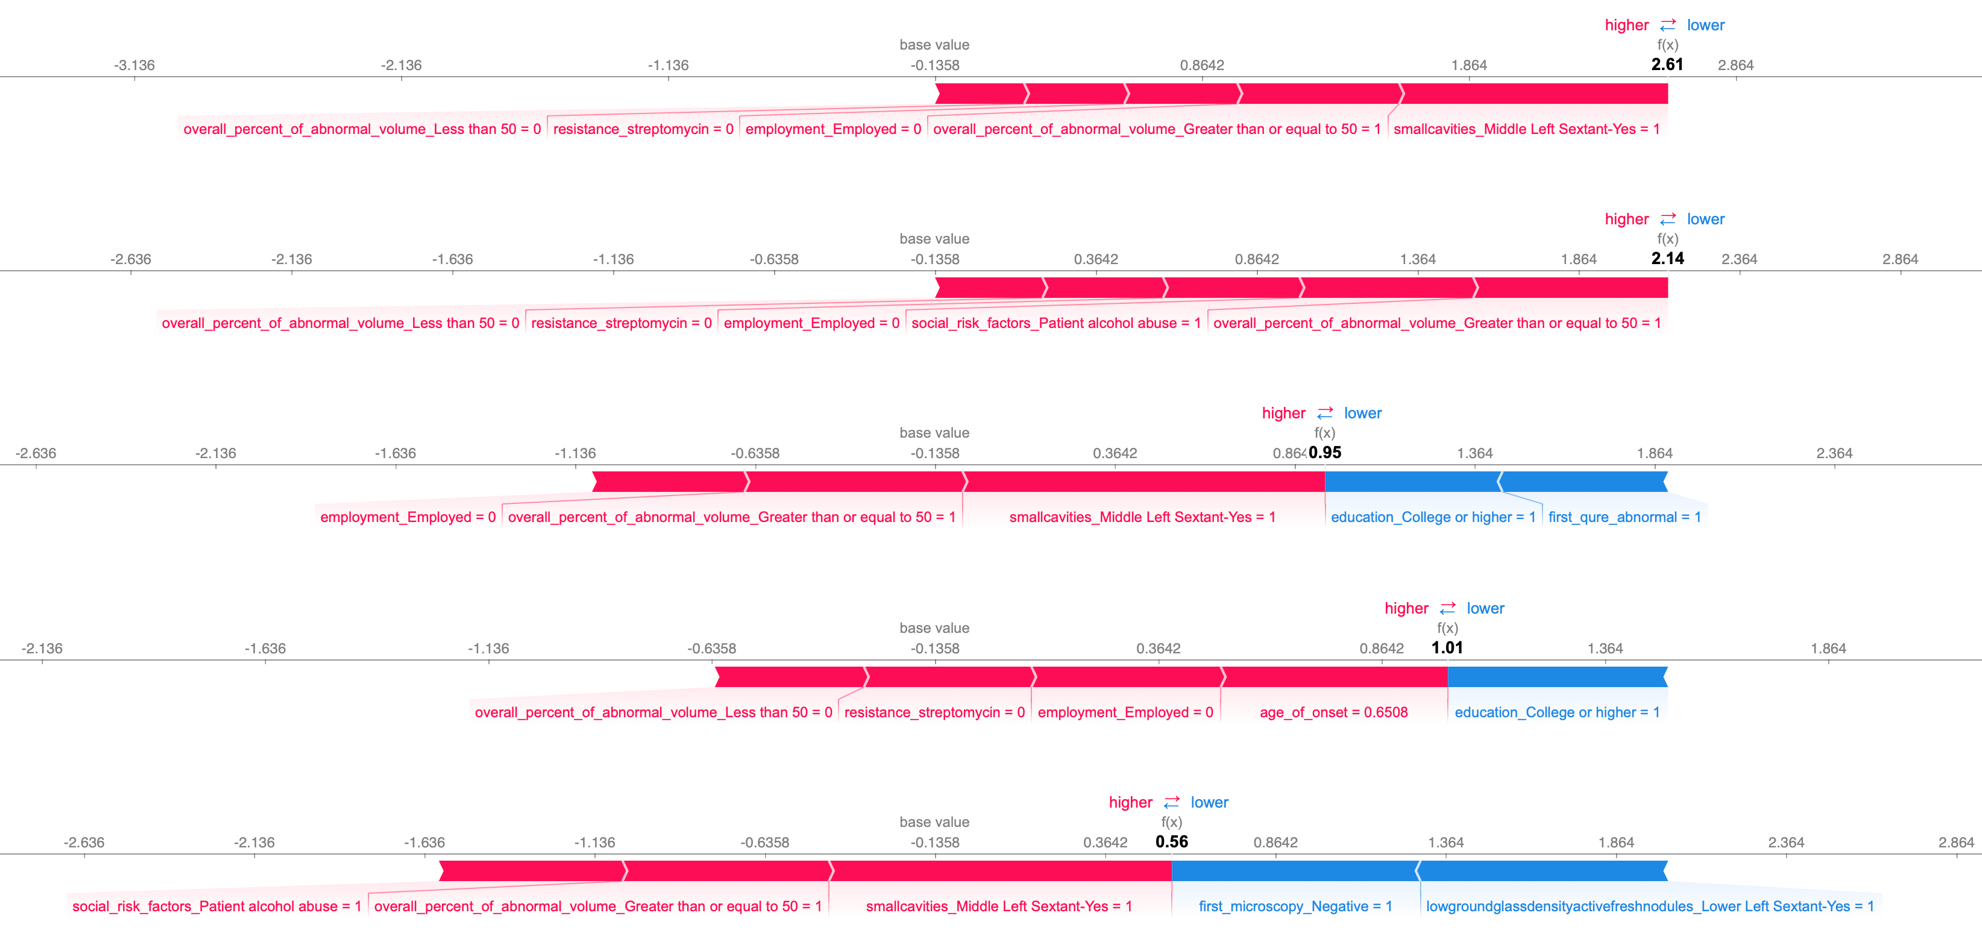 higher ⇄ lower
base value f(x)
-3.136 -2.136 -1.136 -0.1358 0.8642 1.864 2.61 2.864
overall_percent_of_abnormal_volume_Less than 50 = 0 resistance_streptomycin = 0 employment_Employed = 0 overall_percent_of_abnormal_volume_Greater than or equal to 50 = 1 smallcavities_Middle Left Sextant-Yes = 1
higher ⇄ lower
base value f(x)
-2.636 -2.136 -1.636 -1.136 -0.6358 -0.1358 0.3642 0.8642 1.364 1.864 2.14 2.364 2.864
overall_percent_of_abnormal_volume_Less than 50 = 0 resistance_streptomycin = 0 employment_Employed = 0 social_risk_factors_Patient alcohol abuse = 1 overall_percent_of_abnormal_volume_Greater than or equal to 50 = 1
higher ⇄ lower
base value f(x)
-2.636 -2.136 -1.636 -1.136 -0.6358 -0.1358 0.3642 0.864 0.95 1.364 1.864 2.364
employment_Employed = 0 overall_percent_of_abnormal_volume_Greater than or equal to 50 = 1 smallcavities_Middle Left Sextant-Yes = 1 education_College or higher = 1 first_qure_abnormal = 1
higher ⇄ lower
base value f(x)
-2.136 -1.636 -1.136 -0.6358 -0.1358 0.3642 0.8642 1.01 1.364 1.864
overall_percent_of_abnormal_volume_Less than 50 = 0 resistance_streptomycin = 0 employment_Employed = 0 age_of_onset = 0.6508 education_College or higher = 1
higher ⇄ lower
base value f(x)
-2.636 -2.136 -1.636 -1.136 -0.6358 -0.1358 0.3642 0.56 0.8642 1.364 1.864 2.364 2.864
social_risk_factors_Patient alcohol abuse = 1 overall_percent_of_abnormal_volume_Greater than or equal to 50 = 1 smallcavities_Middle Left Sextant-Yes = 1 first_microscopy_Negative = 1 lowgroundglassdensityactivefreshnodules_Lower Left Sextant-Yes = 1